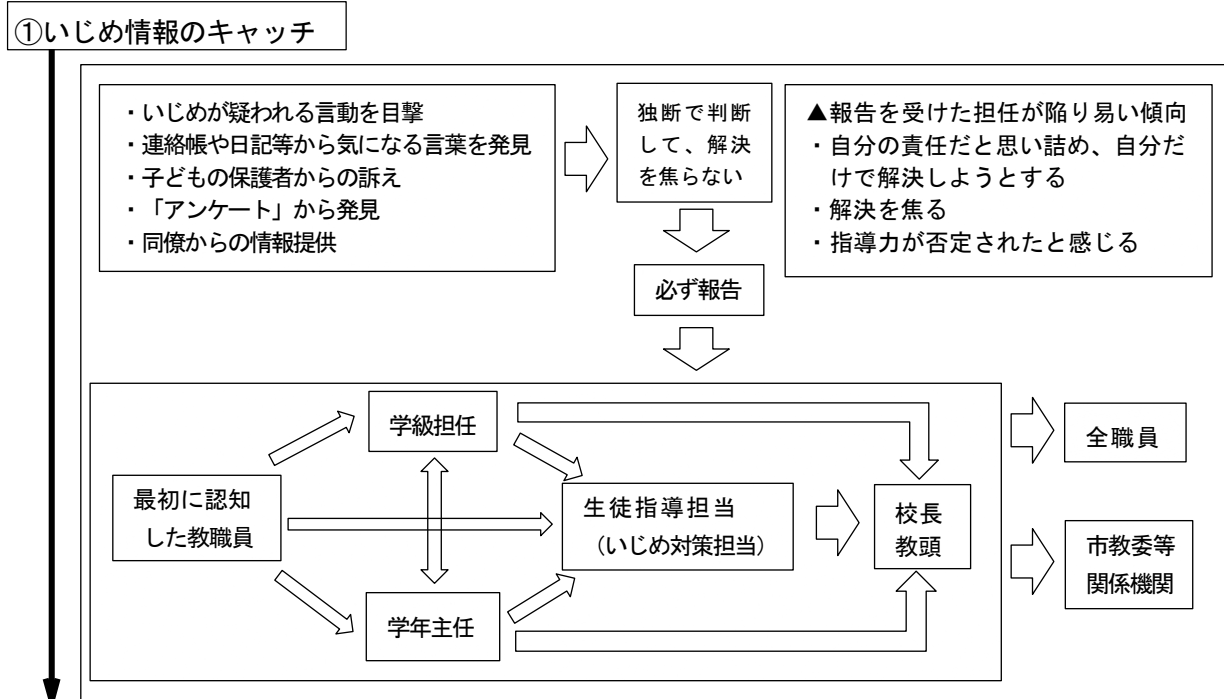 ①いじめ情報のキャッチ
・いじめが疑われる言動を目撃
・連絡帳や日記等から気になる言葉を発見
・子どもの保護者からの訴え
・「アンケート」から発見
・同僚からの情報提供
独断で判断
して、解決
を焦らない
▲報告を受けた担任が陥り易い傾向
・自分の責任だと思い詰め、自分だ
けで解決しようとする
・解決を焦る
・指導力が否定されたと感じる
必ず報告
学級担任
最初に認知
した教職員
生徒指導担当
（いじめ対策担当）
学年主任
校長
教頭
全職員
市教委等
関係機関